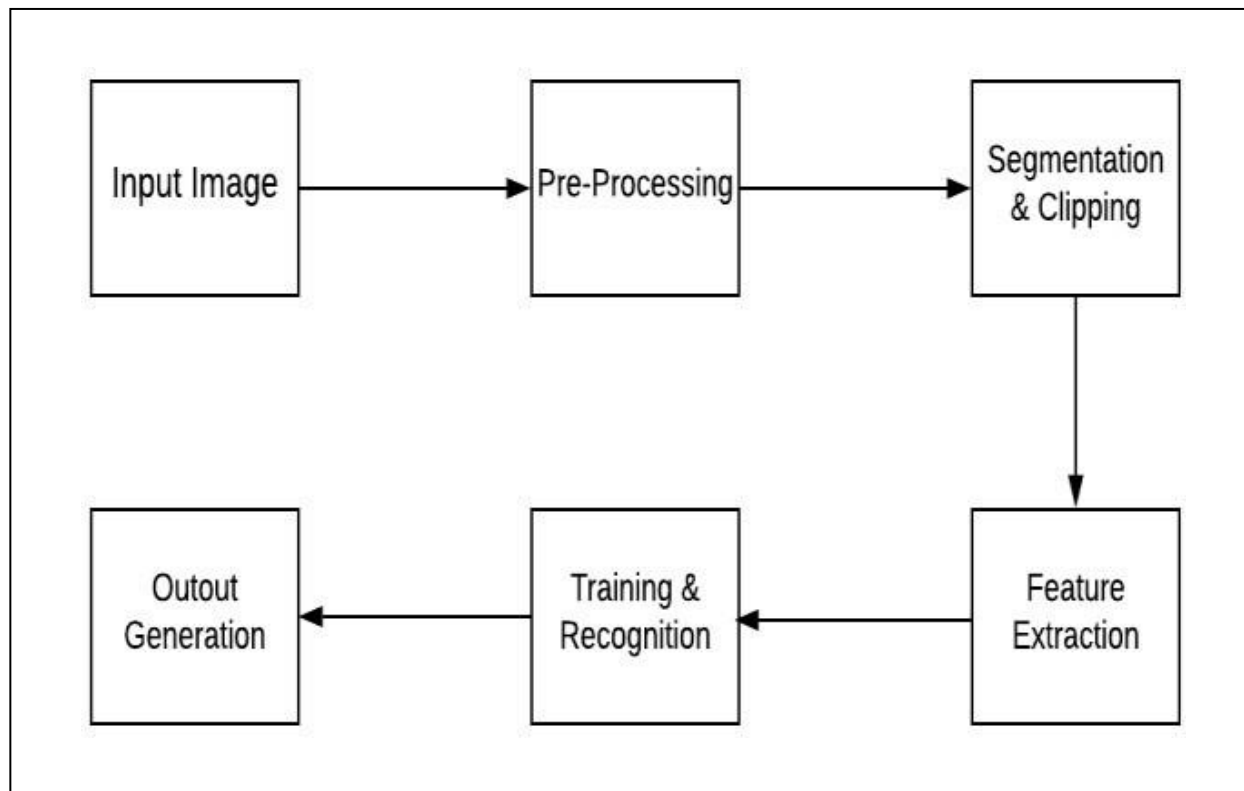 Input Image
Pre-Processing
Segmentation
& Clipping
Feature
Extraction
Training &
Recognition
Outout
Generation